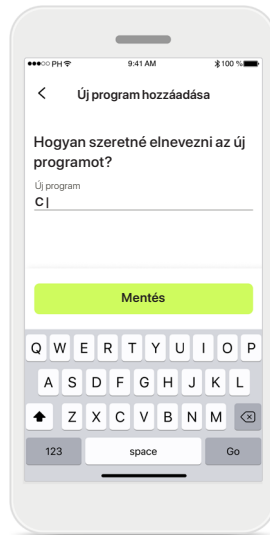 PH 9:41 AM 100 %
Új program hozzáadása
Hogyan szeretné elnevezni az új
programot?
Új program
C
Mentés
Q W E R T Y U I O P
A S D F G H J K L
Z X C V B N M
123 space Go